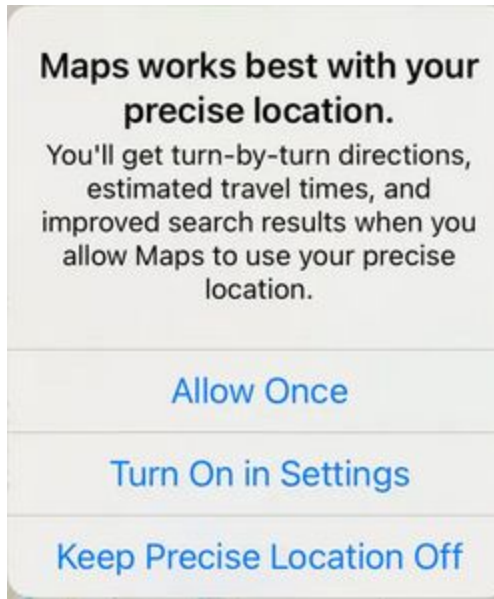 Maps works best with your
precise location.
You'll get turn-by-turn directions,
estimated travel times, and
improved search results when you
allow Maps to use your precise
location.
Allow Once
Turn On in Settings
Keep Precise Location Off